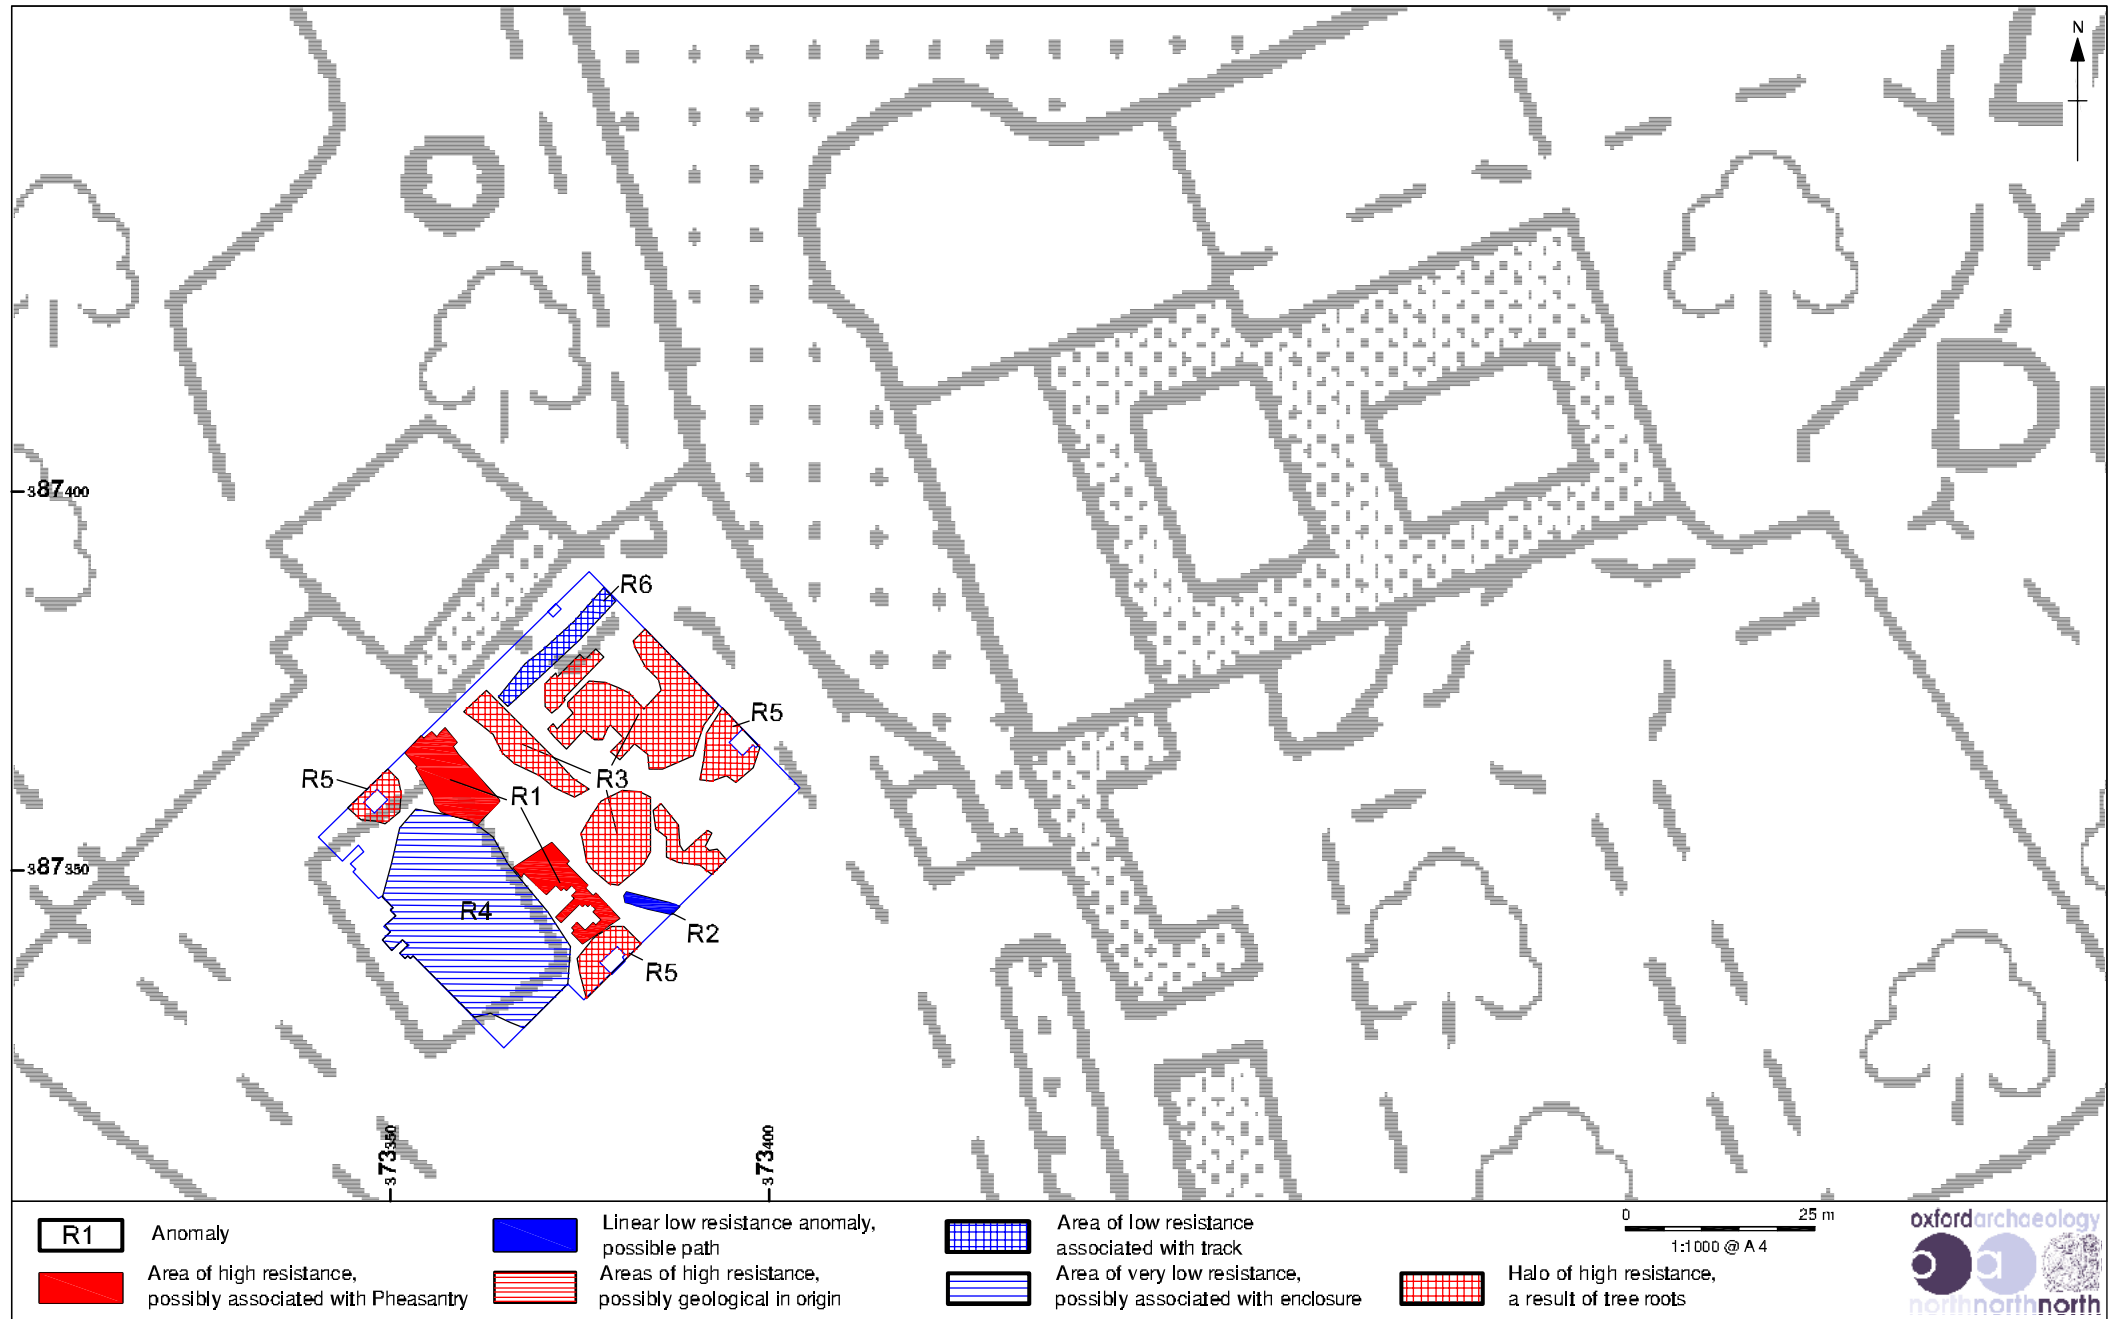 N
387400
R6
R5
R5
R3
R1
387350
R4
R2
R5
373350
373400
R1
Anomaly
Linear low resistance anomaly,
possible path
Area of low resistance
associated with track
0 25 m
1:1000 @ A4
Area of high resistance,
possibly associated with Pheasantry
Areas of high resistance,
possibly geological in origin
Area of very low resistance,
possibly associated with enclosure
Halo of high resistance,
a result of tree roots
oxfordarchaeology
o a
northnorthnorth